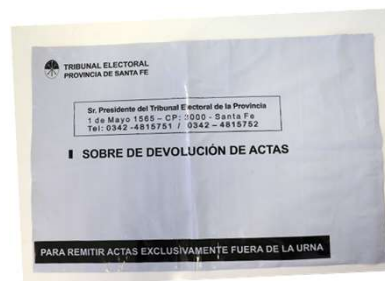 TRIBUNAL ELECTORAL
PROVINCIA DE SANTA FE
Sr. Presidente del Tribunal Electoral de la Provincia
1 de Mayo 1565 – CP: 3000 - Santa Fe
Tel: 0342 -4815751 / 0342 – 4815752
SOBRE DE DEVOLUCIÓN DE ACTAS
PARA REMITIR ACTAS EXCLUSIVAMENTE FUERA DE LA URNA